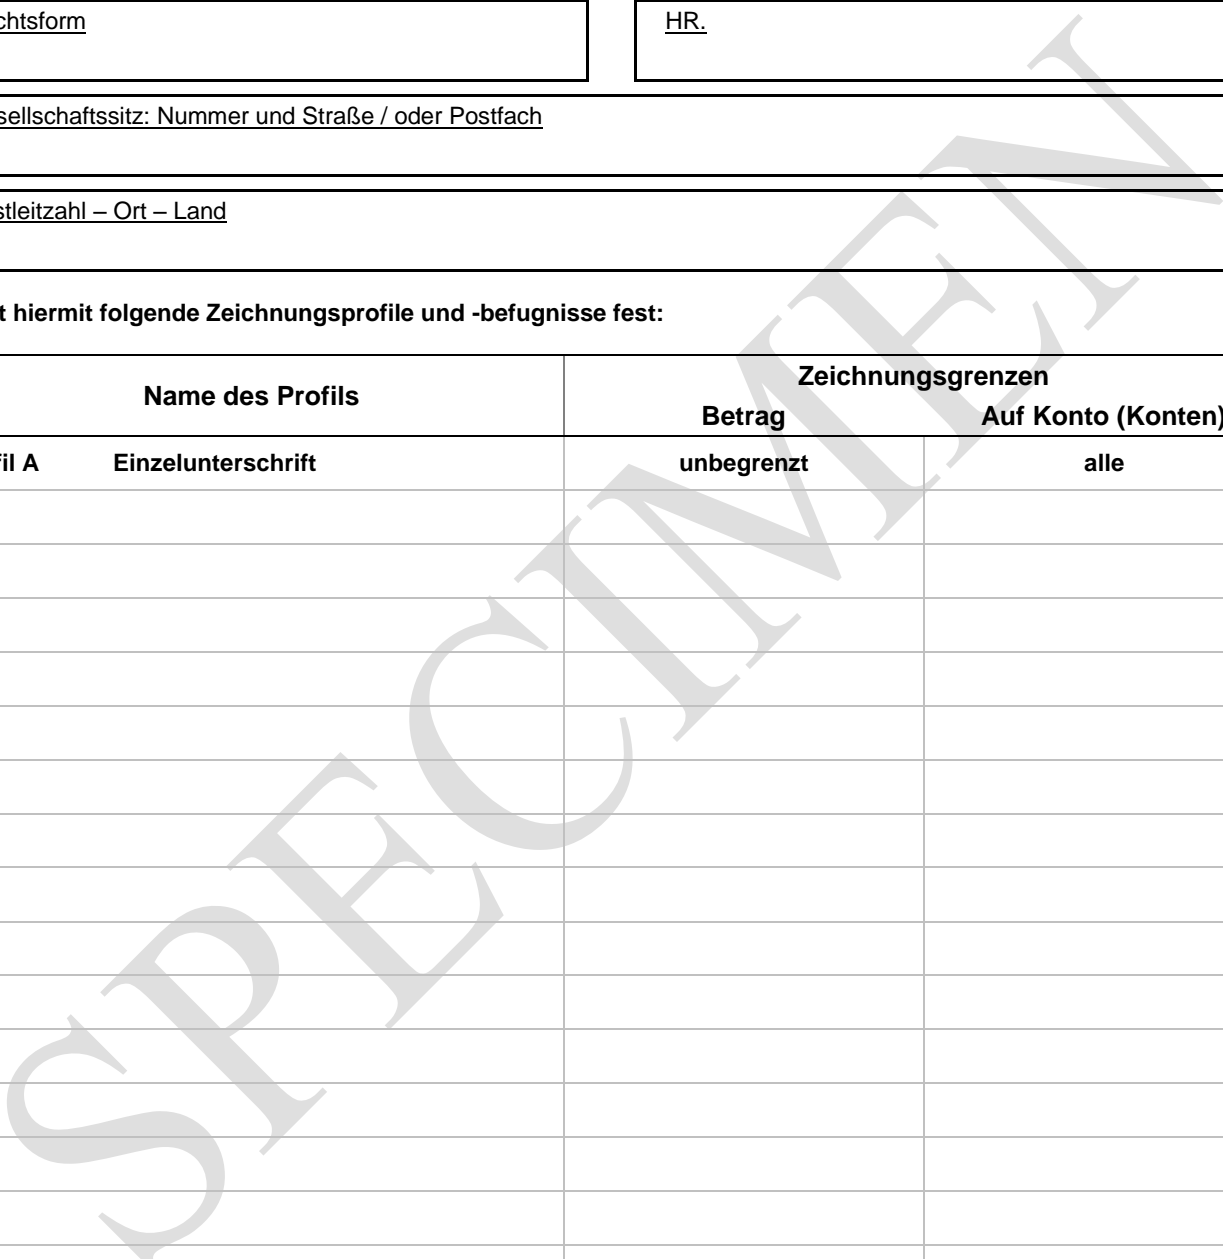 chtsform HR.
sellschaftssitz: Nummer und Straße / oder Postfach
stleitzahl – Ort – Land
t hiermit folgende Zeichnungsprofile und -befugnisse fest:
Name des Profils Zeichnungsgrenzen
Betrag Auf Konto (Konten)
il A Einzelunterschrift unbegrenzt alle
SPECIMEN